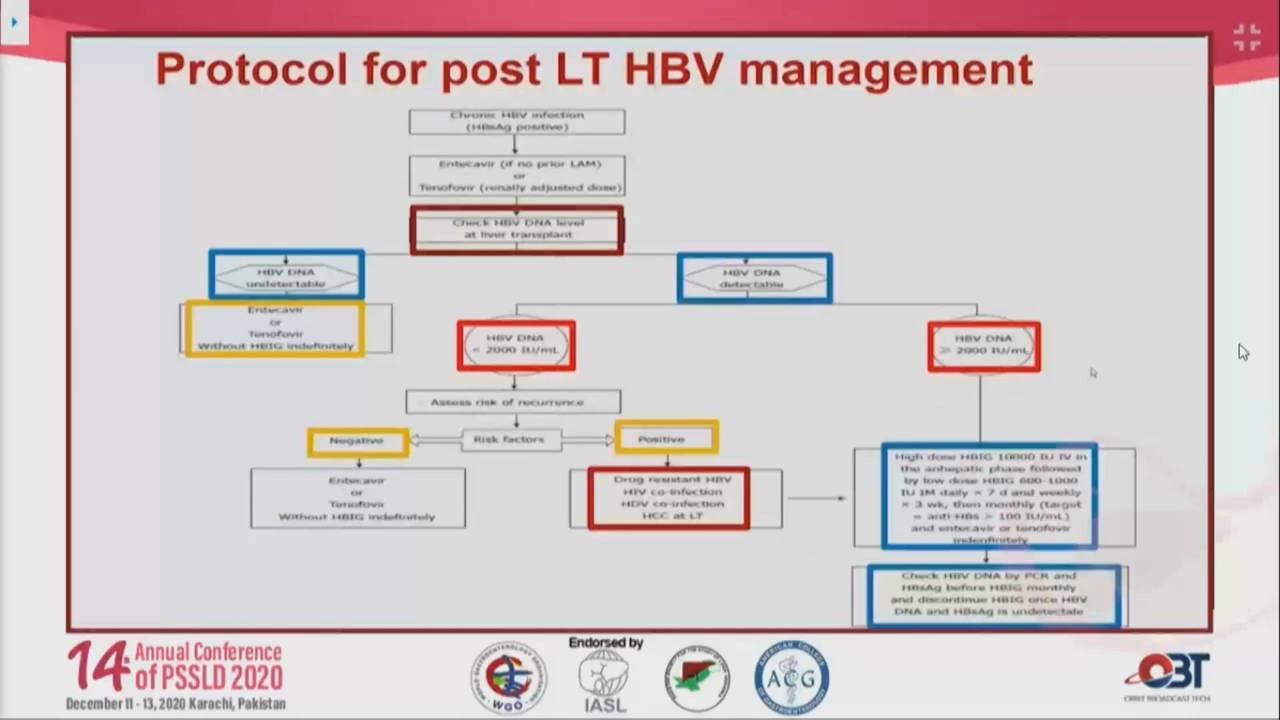 Protocol for post LT HBV management
Chronic HBV infection
(HBsAg positive)
Entecavir (if no prior LAM)
or
Tenofovir (renally adjusted dose)
Check HBV DNA level
at liver transplant
HBV DNA
undetectable
HBV DNA
detectable
Entecavir
or
Tenofovir
Without HBIG indefinitely
HBV DNA
< 2000 IU/mL
HBV DNA
≥ 2000 IU/mL
Assess risk of recurrence
Negative
Risk factors
Positive
Entecavir
or
Tenofovir
Without HBIG indefinitely
Drug resistant HBV
HIV co-infection
HDV co-infection
HCC at LT
High dose HBIG 10000 IU IV in
the anhepatic phase followed
by low dose HBIG 600-1000
IU IM daily × 7 d and weekly
× 3 wk, then monthly (target
= anti-HBs > 100 IU/mL)
and entecavir or tenofovir
indenfinitely
Check HBV DNA by PCR and
HBsAg before HBIG monthly
and discontinue HBIG once HBV
DNA and HBsAg is undetectale
14th Annual Conference
of PSSLD 2020
December 11 - 13, 2020 Karachi, Pakistan
Endorsed by
WGO
IASL
ACG
OBT
ORBIT BROADCAST TECH